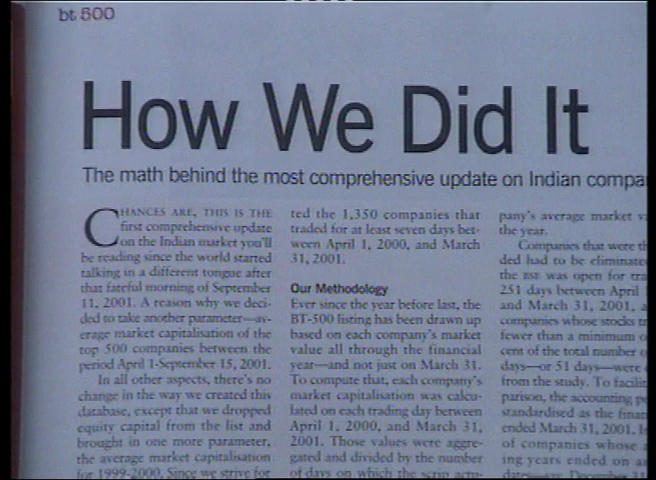 bt 500
How We Did It
The math behind the most comprehensive update on Indian compa
CHANCES ARE, THIS IS THE
first comprehensive update
on the Indian market you'll
be reading since the world started
talking in a different tongue after
that fateful morning of September
11, 2001. A reason why we deci-
ded to take another parameter—av-
erage market capitalisation of the
top 500 companies between the
period April 1-September 15, 2001.
In all other aspects, there's no
change in the way we created this
database, except that we dropped
equity capital from the list and
brought in one more parameter,
the average market capitalisation
for 1999-2000. Since we strive for
ted the 1,350 companies that
traded for at least seven days bet-
ween April 1, 2000, and March
31, 2001.
Our Methodology
Ever since the year before last, the
BT-500 listing has been drawn up
based on each company's market
value all through the financial
year—and not just on March 31.
To compute that, each company's
market capitalisation was calcu-
lated on each trading day between
April 1, 2000, and March 31,
2001. Those values were aggre-
gated and divided by the number
of days on which the scrip actu-
pany's average market va
the year.
Companies that were th
ded had to be eliminate
the BSE was open for tra
251 days between April
and March 31, 2001, a
companies whose stocks tr
fewer than a minimum o
cent of the total number o
days—or 51 days—were
from the study. To facilit
parison, the accounting pe
standardised as the finan
ended March 31, 2001. I
of companies whose a
ing years ended on a
December 31